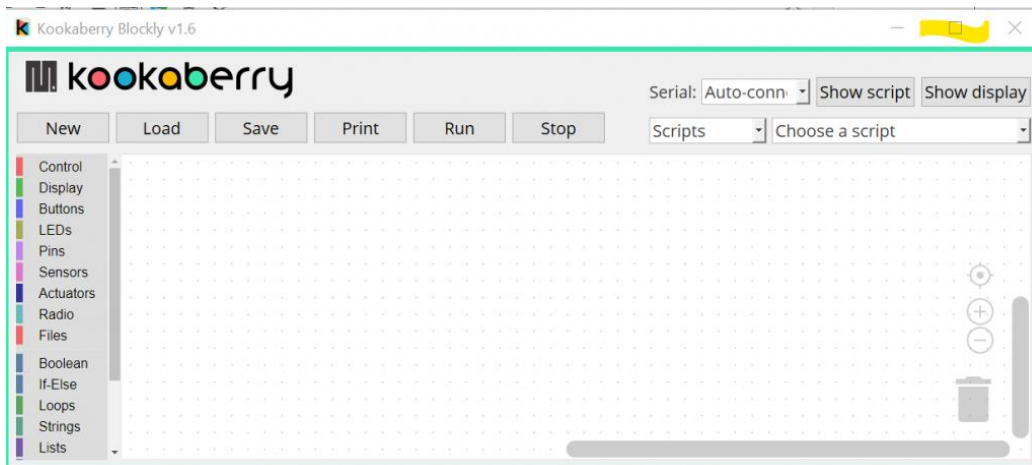 Kookaberry Blockly v1.6
kookaberry
Serial: Auto-conn Show script Show display
New Load Save Print Run Stop Scripts Choose a script
Control
Display
Buttons
LEDs
Pins
Sensors
Actuators
Radio
Files
Boolean
If-Else
Loops
Strings
Lists